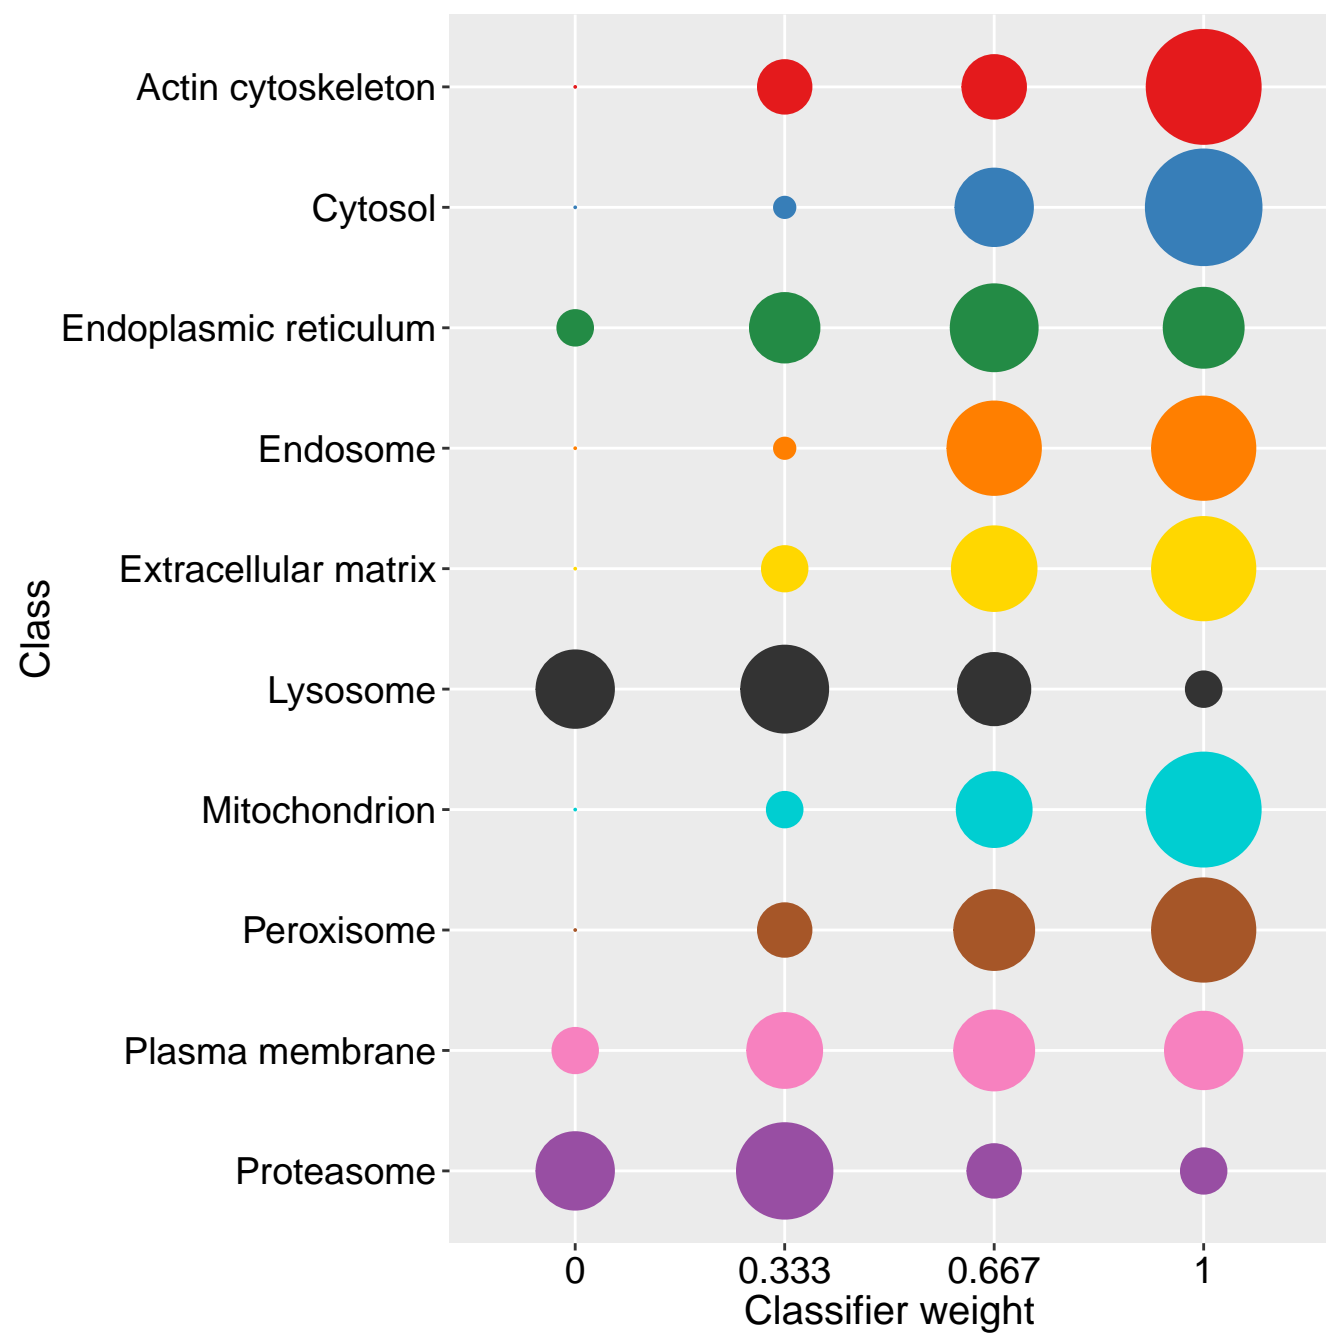 Class
Actin cytoskeleton
Cytosol
Endoplasmic reticulum
Endosome
Extracellular matrix
Lysosome
Mitochondrion
Peroxisome
Plasma membrane
Proteasome
0 0.333 0.667 1
Classifier weight